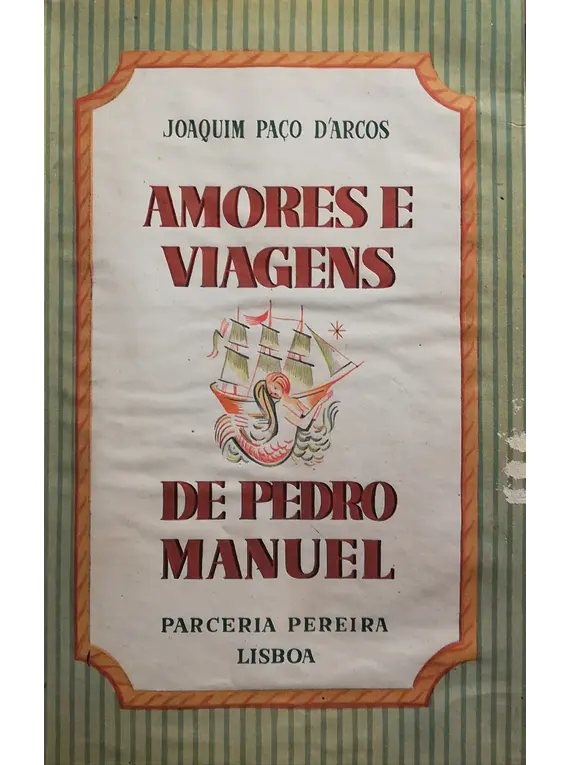 JOAQUIM PAÇO D'ARCOS
AMORES E
VIAGENS
DE PEDRO
MANUEL
PARCERIA PEREIRA
LISBOA